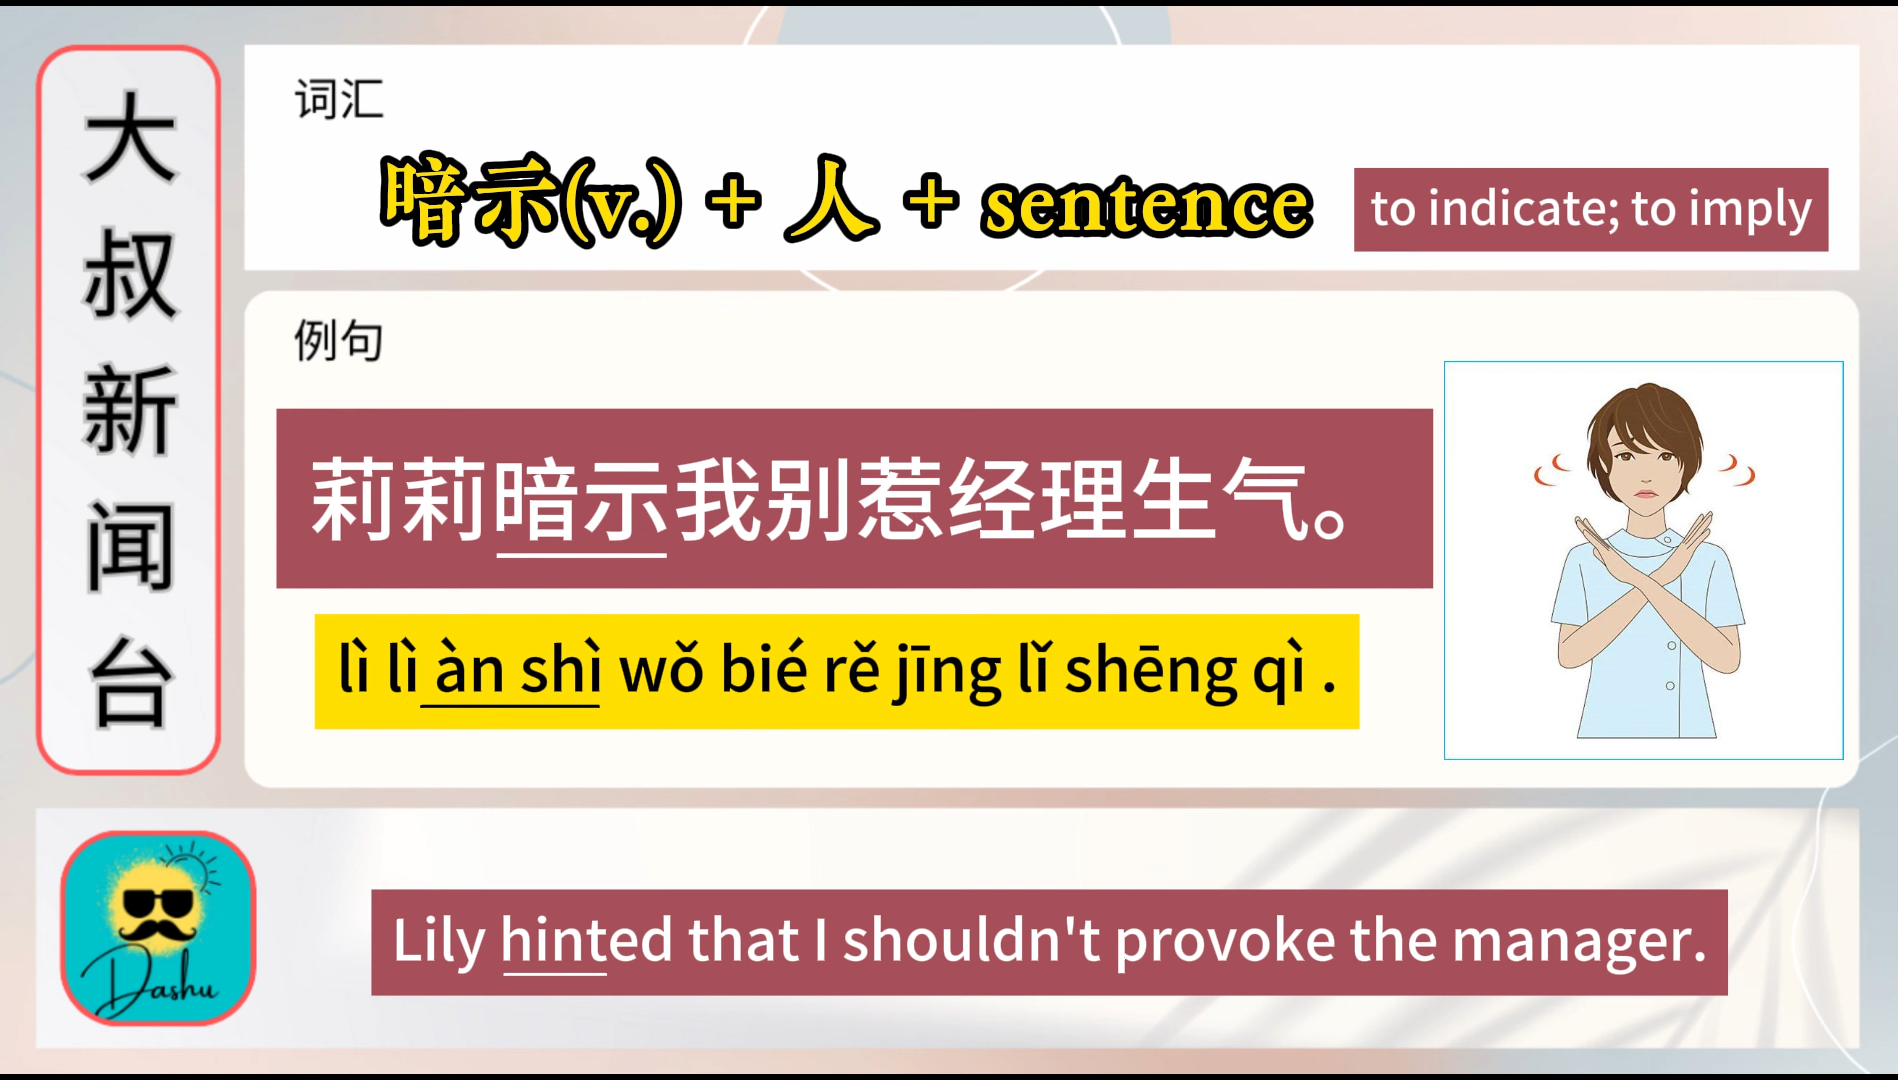 大叔新闻台
词汇
暗示(v.) + 人 + sentence
to indicate; to imply
例句
莉莉暗示我别惹经理生气。
lì lì àn shì wǒ bié rě jīng lǐ shēng qì .
Dashu
Lily hinted that I shouldn't provoke the manager.